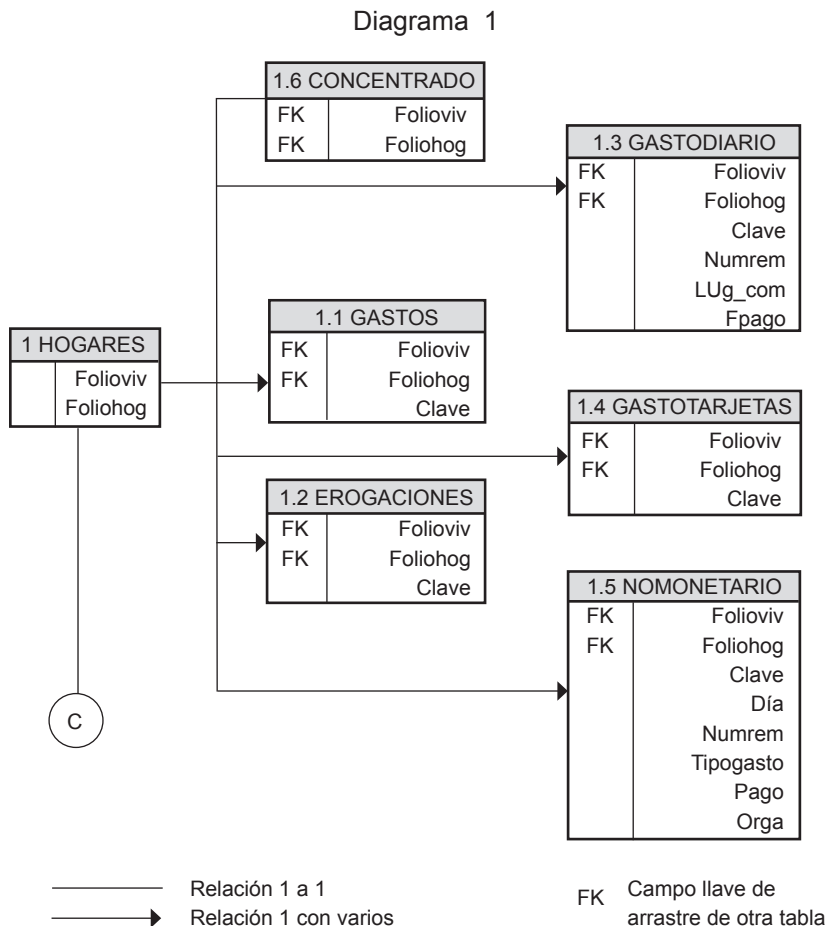 Diagrama 1
1.6 CONCENTRADO
FK Folioviv
FK Foliohog
1.3 GASTODIARIO
FK Folioviv
FK Foliohog
Clave
Numrem
LUg_com
Fpago
1.1 GASTOS
FK Folioviv
FK Foliohog
Clave
1 HOGARES
Folioviv
Foliohog
1.4 GASTOTARJETAS
FK Folioviv
FK Foliohog
Clave
1.2 EROGACIONES
FK Folioviv
FK Foliohog
Clave
1.5 NOMONETARIO
FK Folioviv
FK Foliohog
Clave
Día
Numrem
Tipogasto
Pago
Orga
C
Relación 1 a 1
Relación 1 con varios
FK Campo llave de
arrastre de otra tabla